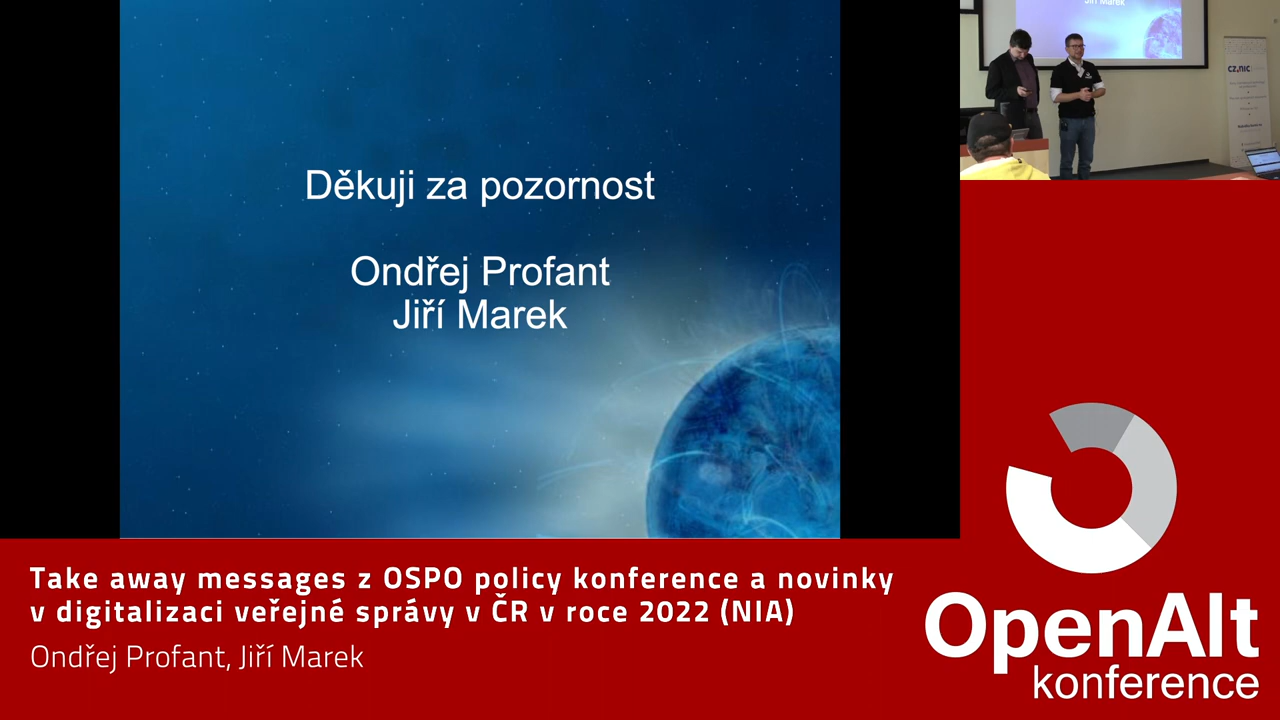 Děkuji za pozornost
Ondřej Profant
Jiří Marek
Jiří Marek
cz.nic
Take away messages z OSPO policy konference a novinky
v digitalizaci veřejné správy v ČR v roce 2022 (NIA)
Ondřej Profant, Jiří Marek
OpenAlt
konference